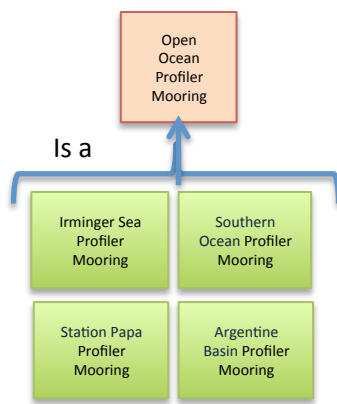 Open
Ocean
Profiler
Mooring
Is a
Irminger Sea
Profiler
Mooring
Southern
Ocean Profiler
Mooring
Station Papa
Profiler
Mooring
Argentine
Basin Profiler
Mooring